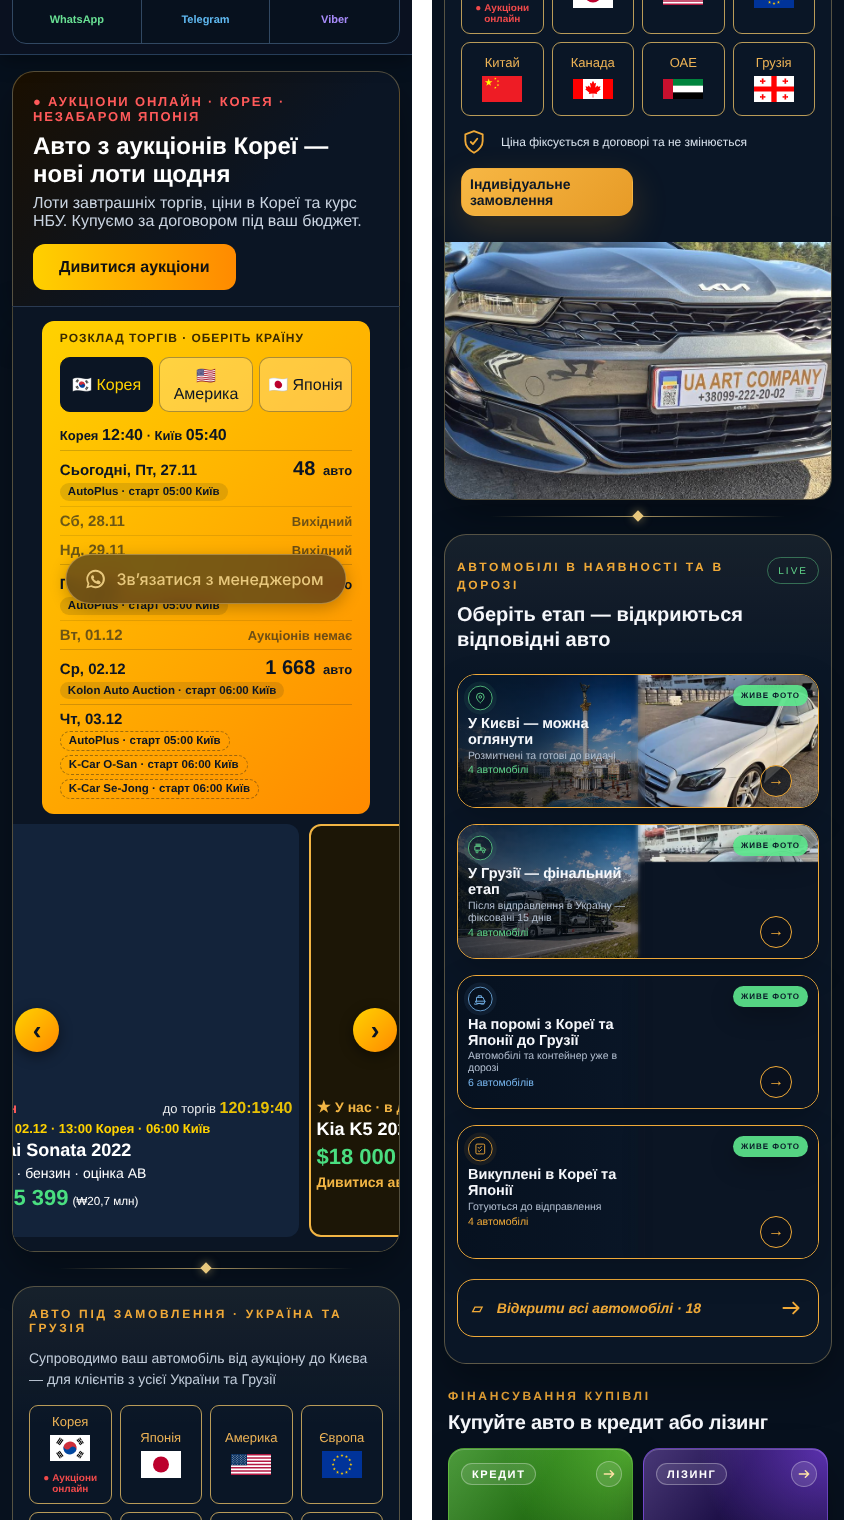 WhatsApp
Telegram
Viber
● АУКЦІОНИ ОНЛАЙН · КОРЕЯ ·
НЕЗАБАРОМ ЯПОНІЯ
Авто з аукціонів Кореї —
нові лоти щодня
Лоти завтрашніх торгів, ціни в Кореї та курс
НБУ. Купуємо за договором під ваш бюджет.
Дивитися аукціони
РОЗКЛАД ТОРГІВ · ОБЕРІТЬ КРАЇНУ
Корея
Америка
Японія
Корея 12:40 · Київ 05:40
Сьогодні, Пт, 27.11 48 авто
AutoPlus · старт 05:00 Київ
Сб, 28.11 Вихідний
Нд, 29.11 Вихідний
Зв’язатися з менеджером
AutoPlus · старт 05:00 Київ
Вт, 01.12 Аукціонів немає
Ср, 02.12 1 668 авто
Kolon Auto Auction · старт 06:00 Київ
Чт, 03.12
AutoPlus · старт 05:00 Київ
K-Car O-San · старт 06:00 Київ
K-Car Se-Jong · старт 06:00 Київ
‹
›
до торгів 120:19:40
02.12 · 13:00 Корея · 06:00 Київ
ai Sonata 2022
· бензин · оцінка AB
5 399 (₩20,7 млн)
★ У нас · в
Kia K5 202
$18 000
Дивитися ав
АВТО ПІД ЗАМОВЛЕННЯ · УКРАЇНА ТА
ГРУЗІЯ
Супроводимо ваш автомобіль від аукціону до Києва
— для клієнтів з усієї України та Грузії
Корея
● Аукціони
онлайн
Японія
Америка
Європа
● Аукціони
онлайн
Китай
Канада
ОАЕ
Грузія
Ціна фіксується в договорі та не змінюється
Індивідуальне
замовлення
KIA
UA ART COMPANY
+38099-222-20-02
АВТОМОБІЛІ В НАЯВНОСТІ ТА В
ДОРОЗІ
LIVE
Оберіть етап — відкриються
відповідні авто
ЖИВЕ ФОТО
У Києві — можна
оглянути
Розмитнені та готові до видачі
4 автомобілі
→
ЖИВЕ ФОТО
У Грузії — фінальний
етап
Після відправлення в Україну —
фіксовані 15 днів
4 автомобілі
→
ЖИВЕ ФОТО
На поромі з Кореї та
Японії до Грузії
Автомобілі та контейнер уже в
дорозі
6 автомобілів
→
ЖИВЕ ФОТО
Викуплені в Кореї та
Японії
Готуються до відправлення
4 автомобілі
→
▱ Відкрити всі автомобілі · 18 →
ФІНАНСУВАННЯ КУПІВЛІ
Купуйте авто в кредит або лізинг
КРЕДИТ →
ЛІЗИНГ →